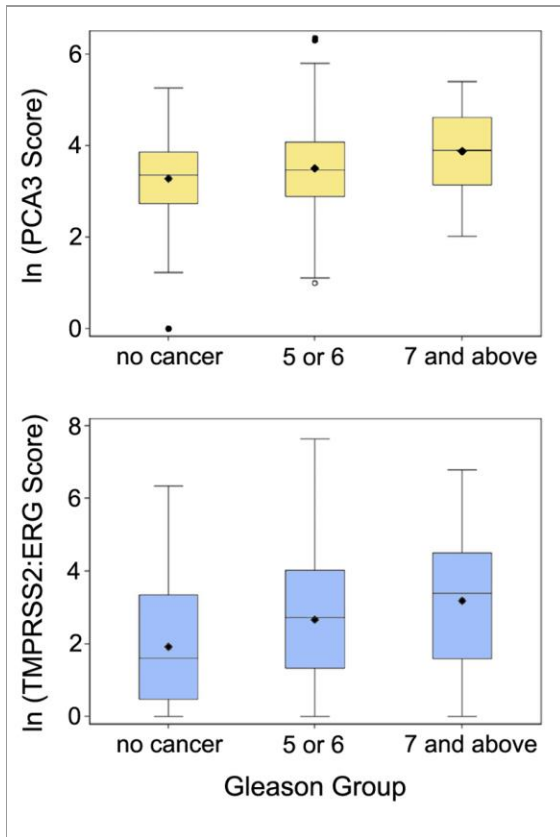 ln (PCA3 Score)
6
4
2
0
no cancer
5 or 6
7 and above
ln (TMPRSS2:ERG Score)
8
6
4
2
0
no cancer
5 or 6
7 and above
Gleason Group